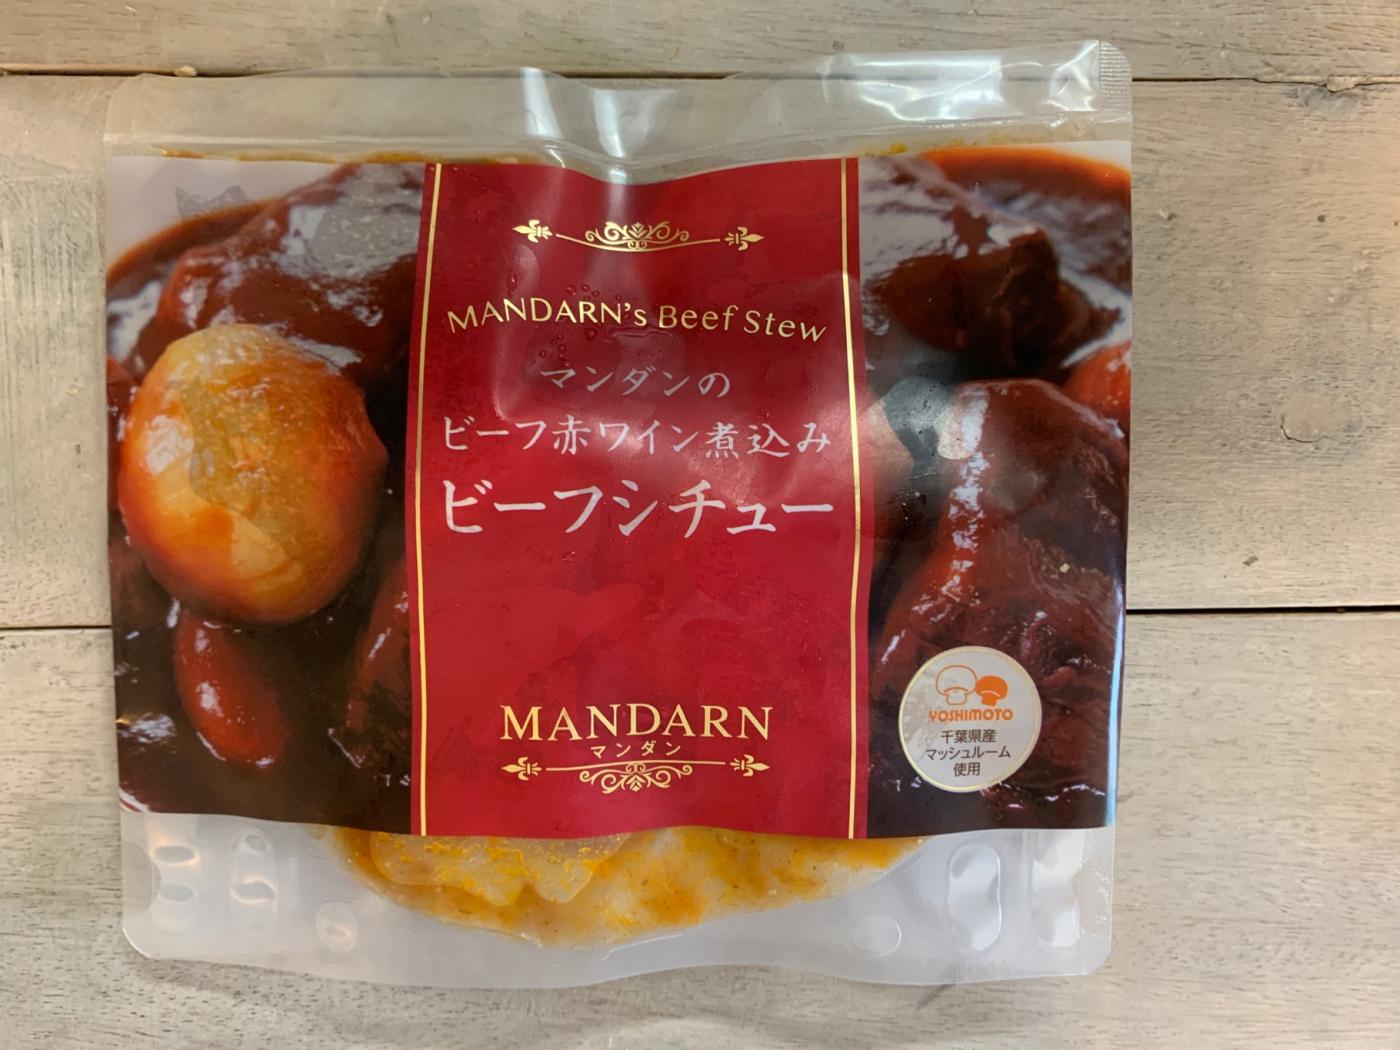 MANDARN's Beef Stew
マンダンの
ビーフ赤ワイン煮込み
ビーフシチュー
MANDARN
マンダン
YOSHIMOTO
千葉県産
マッシュルーム
使用